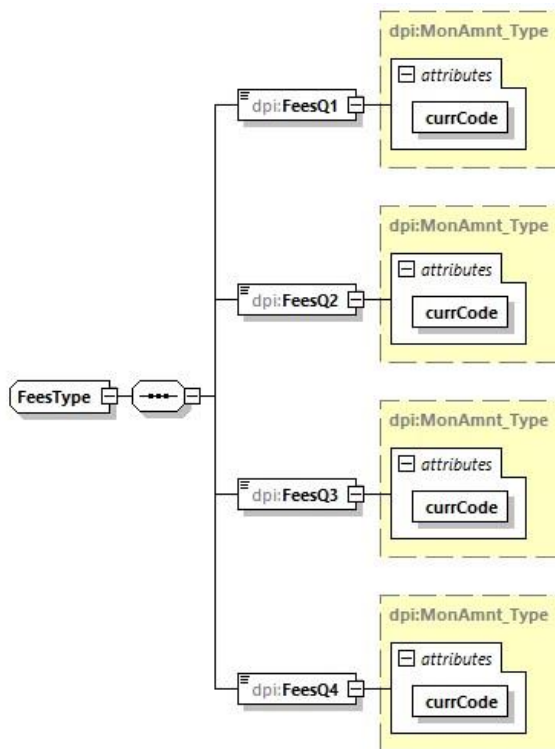 dpi:MonAmnt_Type
attributes
dpi:FeesQ1
currCode
dpi:MonAmnt_Type
attributes
dpi:FeesQ2
currCode
FeesType
dpi:MonAmnt_Type
attributes
dpi:FeesQ3
currCode
dpi:MonAmnt_Type
attributes
dpi:FeesQ4
currCode